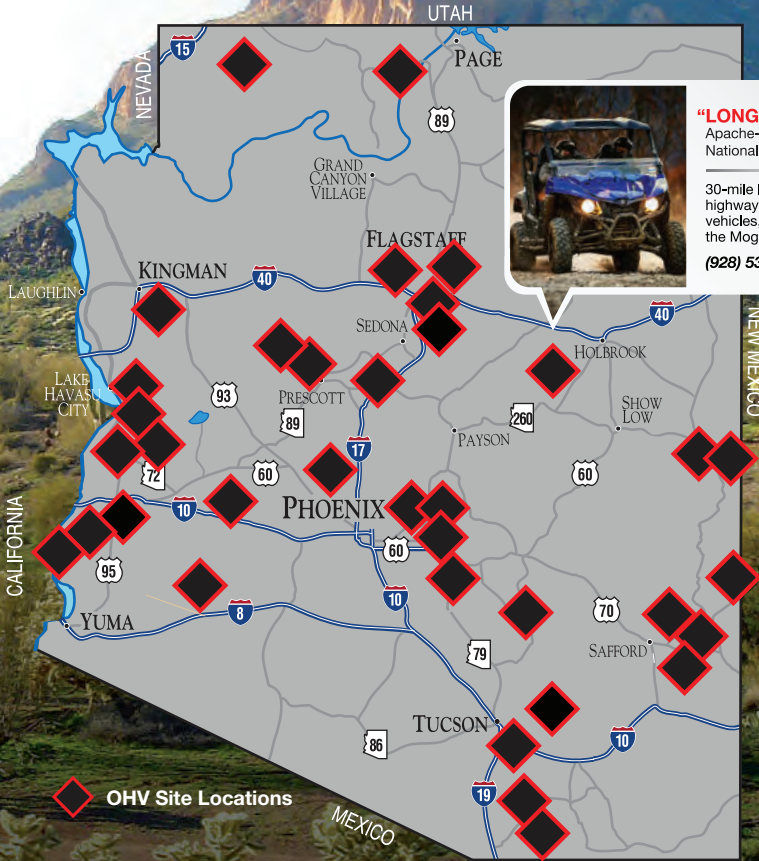 UTAH
15
NEVADA
PAGE
89
"LONG
Apache-
National
GRAND
CANYON
VILLAGE
30-mile
highway
vehicles,
the Mog
(928) 53
FLAGSTAFF
KINGMAN
40
LAUGHLIN
SEDONA
40
HOLBROOK
NEW MEXICO
LAKE
HAVASU
CITY
93
PRESCOTT
89
260
SHOW
LOW
PAYSON
17
72
60
60
PHOENIX
10
CALIFORNIA
60
95
10
70
YUMA
8
SAFFORD
79
TUCSON
86
10
19
OHV Site Locations
MEXICO